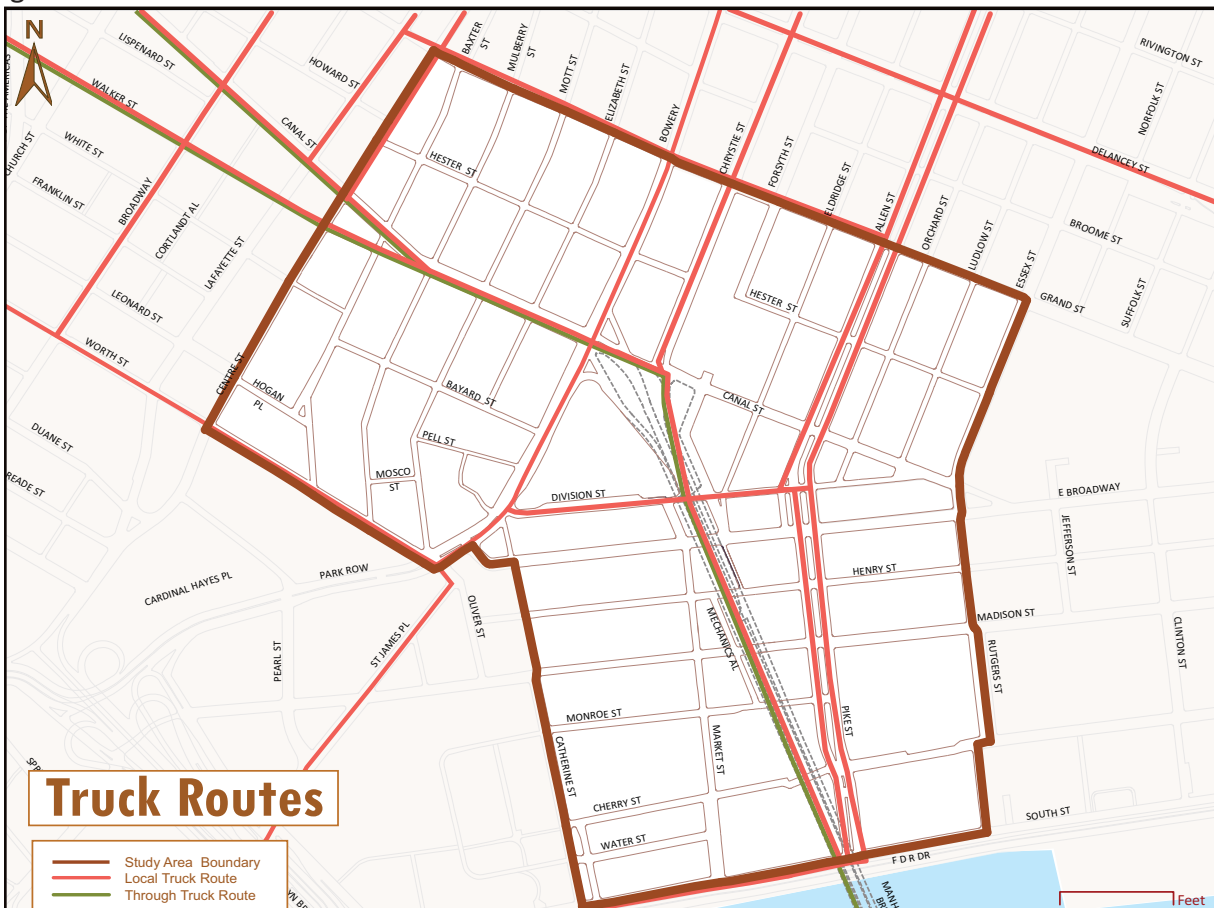 N
LISPENARD ST
WALKER ST
CHURCH ST
WHITE ST
FRANKLIN ST
BROADWAY
CORTLANDT AL
LAFAYETTE ST
LEONARD ST
WORTH ST
HOWARD ST
CANAL ST
BAXTER
ST
MULBERRY
ST
MOTT ST
ELIZABETH ST
BOWERY
CHRYSTIE ST
FORSYTH ST
ELDRIDGE ST
ALLEN ST
ORCHARD ST
LUDLOW ST
ESSEX ST
RIVINGTON ST
NORFOLK ST
DELANCEY ST
BROOME ST
GRAND ST
SUFFOLK ST
HESTER ST
HESTER ST
CENTRE ST
HOGAN
PL
BAYARD ST
PELL ST
MOSCO
ST
CANAL ST
DIVISION ST
DUANE ST
READE ST
CARDINAL HAYES PL
PARK ROW
PEARL ST
ST JAMES PL
OLIVER ST
E BROADWAY
JEFFERSON ST
HENRY ST
MADISON ST
RUTGERS ST
CLINTON ST
MECHANICS AL
MONROE ST
CATHERINE ST
MARKET ST
PIKE ST
CHERRY ST
WATER ST
SOUTH ST
F D R DR
Truck Routes
Study Area Boundary
Local Truck Route
Through Truck Route
Feet